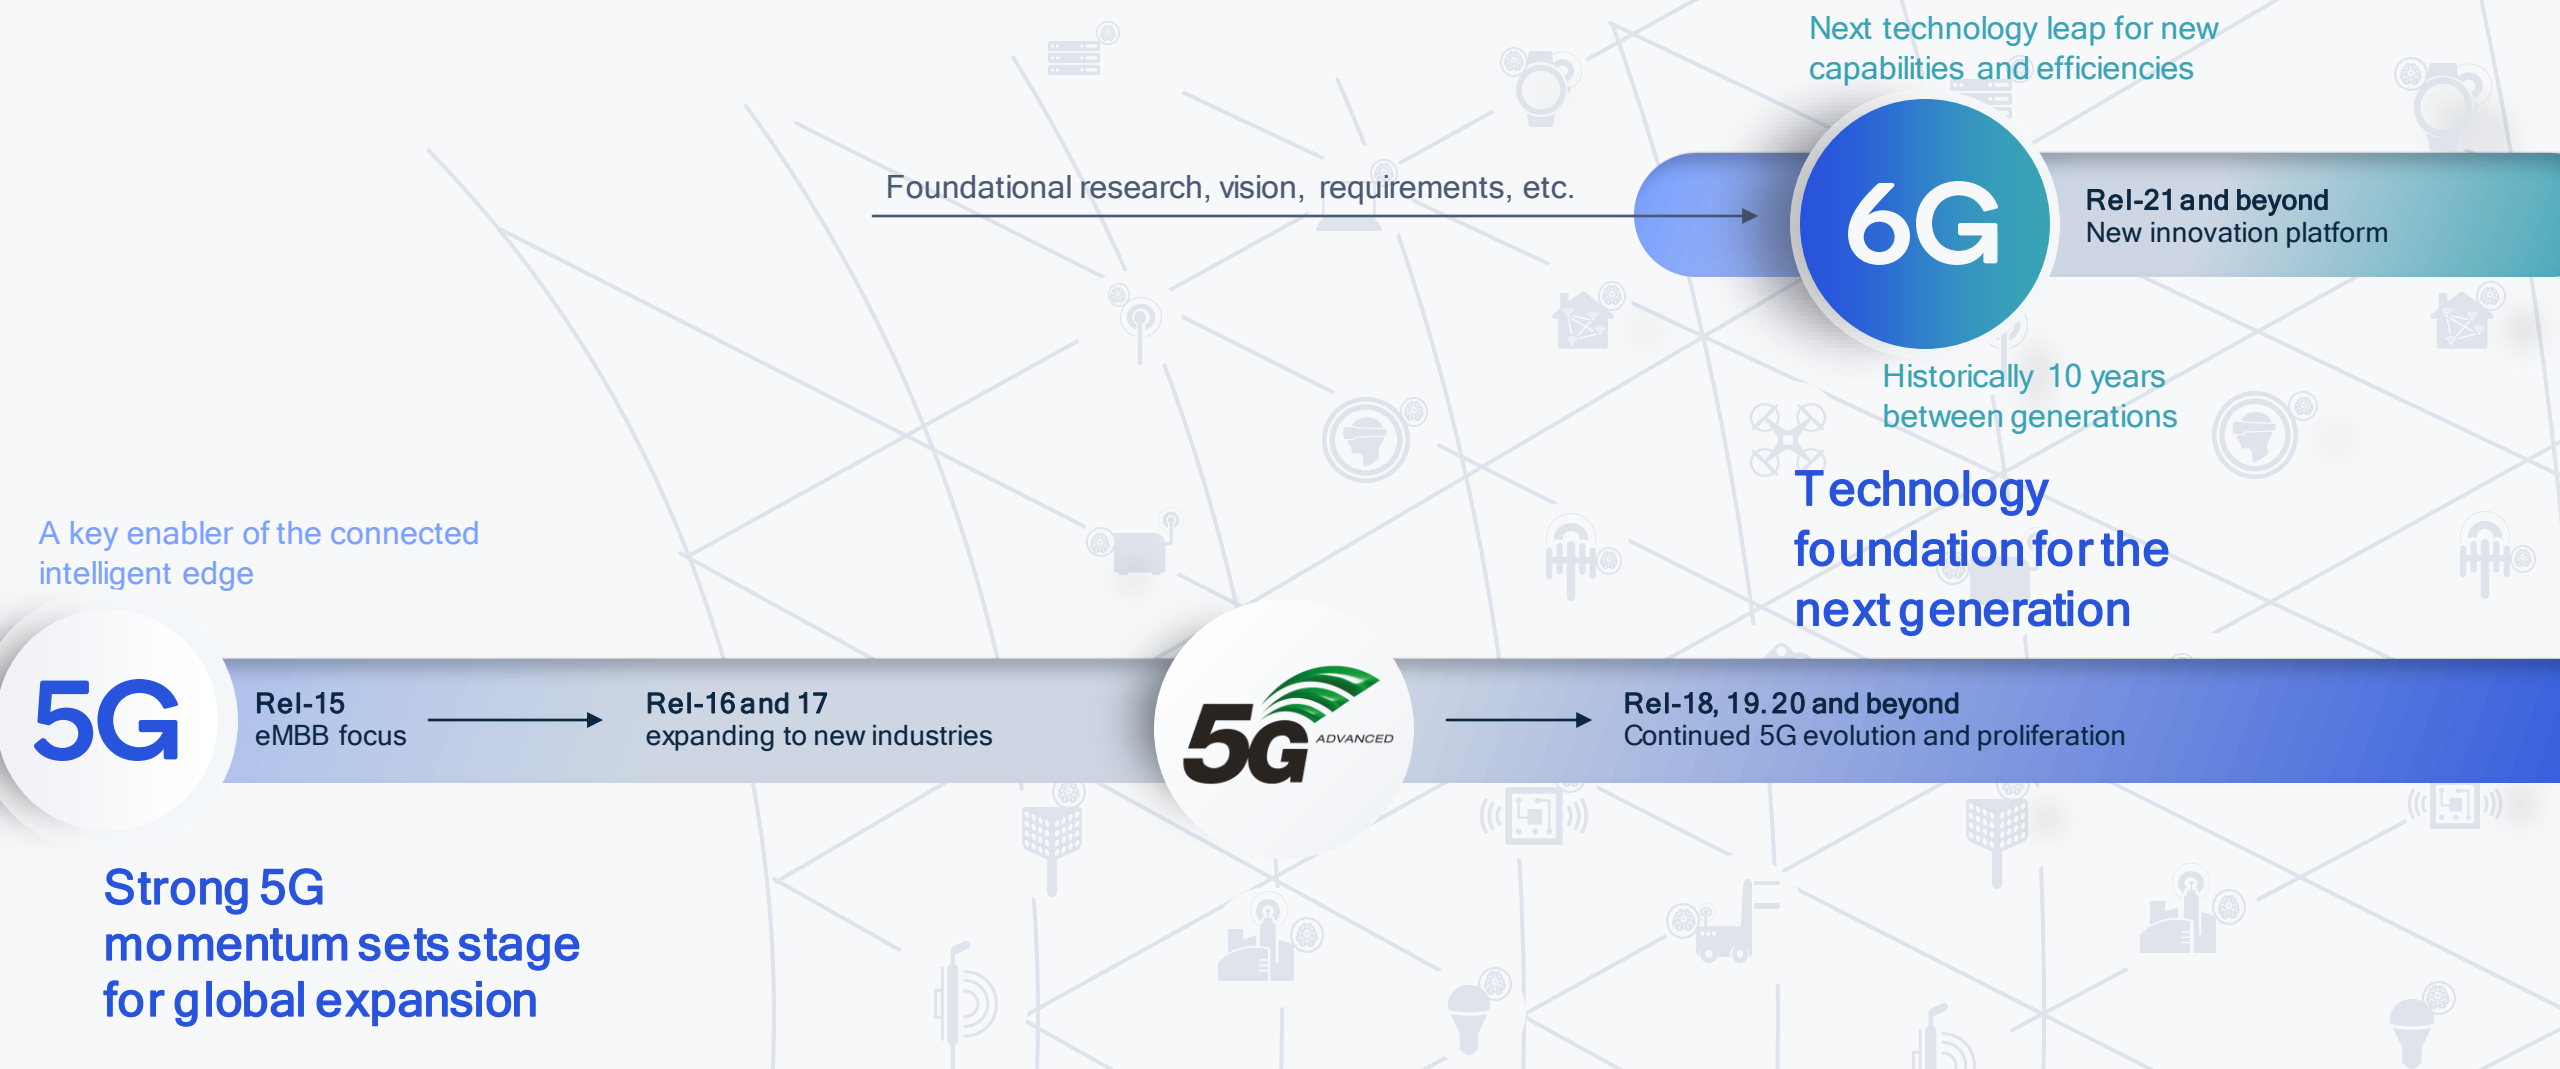 Next technology leap for new
capabilities and efficiencies
Foundational research, vision, requirements, etc.
6G
Rel-21 and beyond
New innovation platform
Historically 10 years
between generations
Technology
foundation for the
next generation
A key enabler of the connected
intelligent edge
5G
Rel-15
eMBB focus
Rel-16 and 17
expanding to new industries
5G ADVANCED
Rel-18, 19.20 and beyond
Continued 5G evolution and proliferation
Strong 5G
momentum sets stage
for global expansion